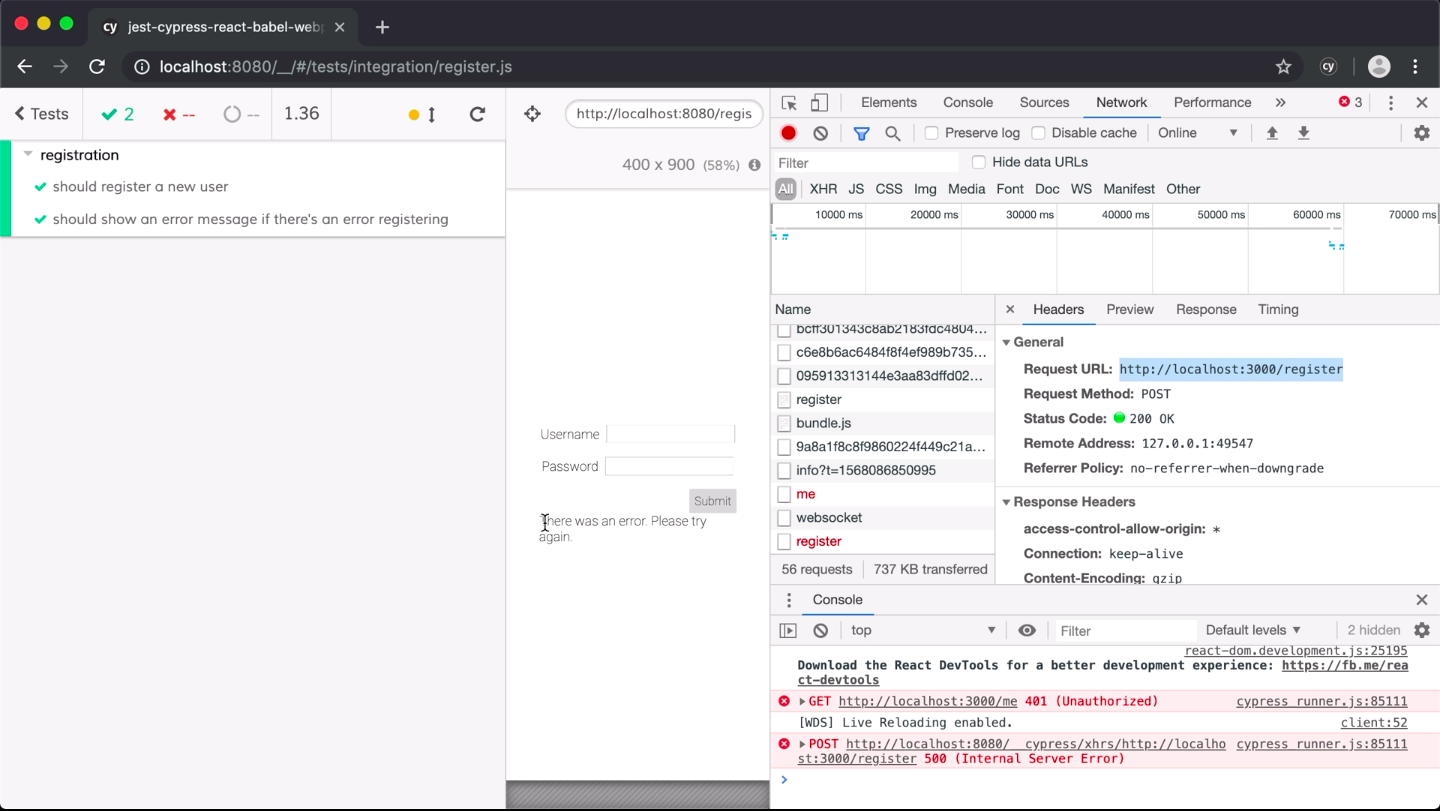 cy jest-cypress-react-babel-webp
localhost:8080/__/#/tests/integration/register.js
cy
Tests 2 -- -- 1.36
http://localhost:8080/regis
400 x 900 (58%)
registration
should register a new user
should show an error message if there's an error registering
Username
Password
Submit
There was an error. Please try
again.
Elements Console Sources Network Performance » 3
Preserve log Disable cache Online
Filter Hide data URLs
All XHR JS CSS Img Media Font Doc WS Manifest Other
10000 ms 20000 ms 30000 ms 40000 ms 50000 ms 60000 ms 70000 ms
Name
bcff301343c8ab2183fdc4804…
c6e8b6ac6484f8f4ef989b735…
095913313144e3aa83dffd02…
register
bundle.js
9a8a1f8c8f9860224f449c21a…
info?t=1568086850995
me
websocket
register
56 requests 737 KB transferred
Headers Preview Response Timing
General
Request URL: http://localhost:3000/register
Request Method: POST
Status Code: 200 OK
Remote Address: 127.0.0.1:49547
Referrer Policy: no-referrer-when-downgrade
Response Headers
access-control-allow-origin: *
Connection: keep-alive
Content-Encoding: gzip
Console
top Filter Default levels 2 hidden
react-dom.development.js:25195
Download the React DevTools for a better development experience: https://fb.me/rea
ct-devtools
GET http://localhost:3000/me 401 (Unauthorized) cypress_runner.js:85111
[WDS] Live Reloading enabled. client:52
POST http://localhost:8080/__cypress/xhrs/http://localho cypress_runner.js:85111
st:3000/register 500 (Internal Server Error)